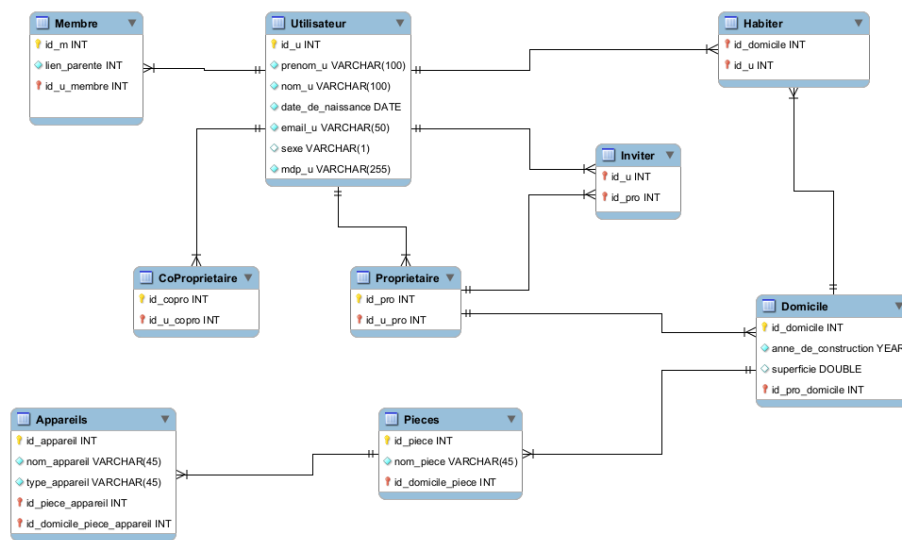 Membre
id_m INT
lien_parente INT
id_u_membre INT
Utilisateur
id_u INT
prenom_u VARCHAR(100)
nom_u VARCHAR(100)
date_de_naissance DATE
email_u VARCHAR(50)
sexe VARCHAR(1)
mdp_u VARCHAR(255)
Habiter
id_domicile INT
id_u INT
Inviter
id_u INT
id_pro INT
CoProprietaire
id_copro INT
id_u_copro INT
Proprietaire
id_pro INT
id_u_pro INT
Domicile
id_domicile INT
anne_de_construction YEAR
superficie DOUBLE
id_pro_domicile INT
Appareils
id_appareil INT
nom_appareil VARCHAR(45)
type_appareil VARCHAR(45)
id_piece_appareil INT
id_domicile_piece_appareil INT
Pieces
id_piece INT
nom_piece VARCHAR(45)
id_domicile_piece INT